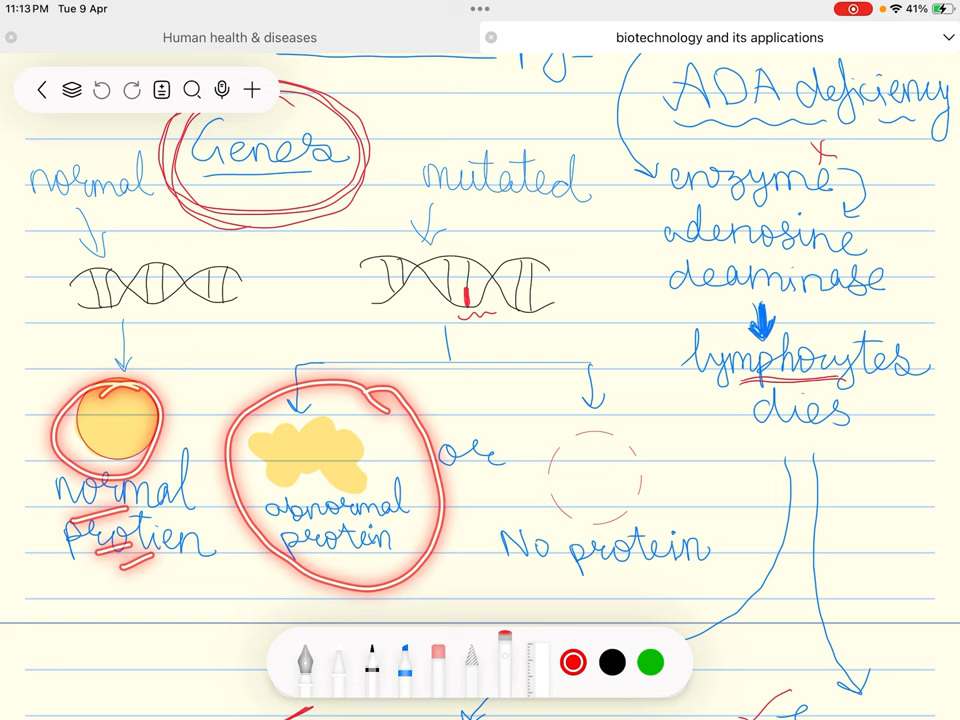 11:13 PM Tue 9 Apr
41%
Human health & diseases
biotechnology and its applications
ADA deficiency
Genes
normal
mutated
enzyme
adenosine
deaminase
lymphocytes
dies
normal
protien
abnormal
protein
or
No protein